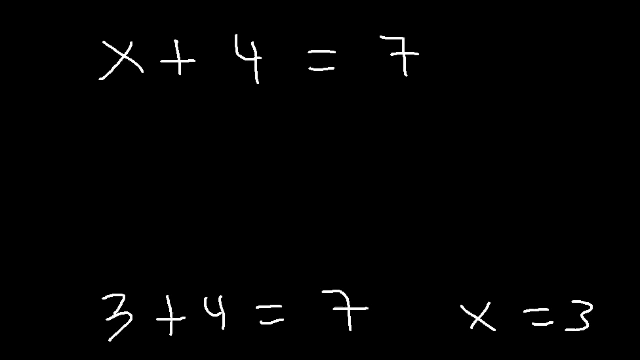 x + 4 = 7
3 + 4 = 7 x = 3